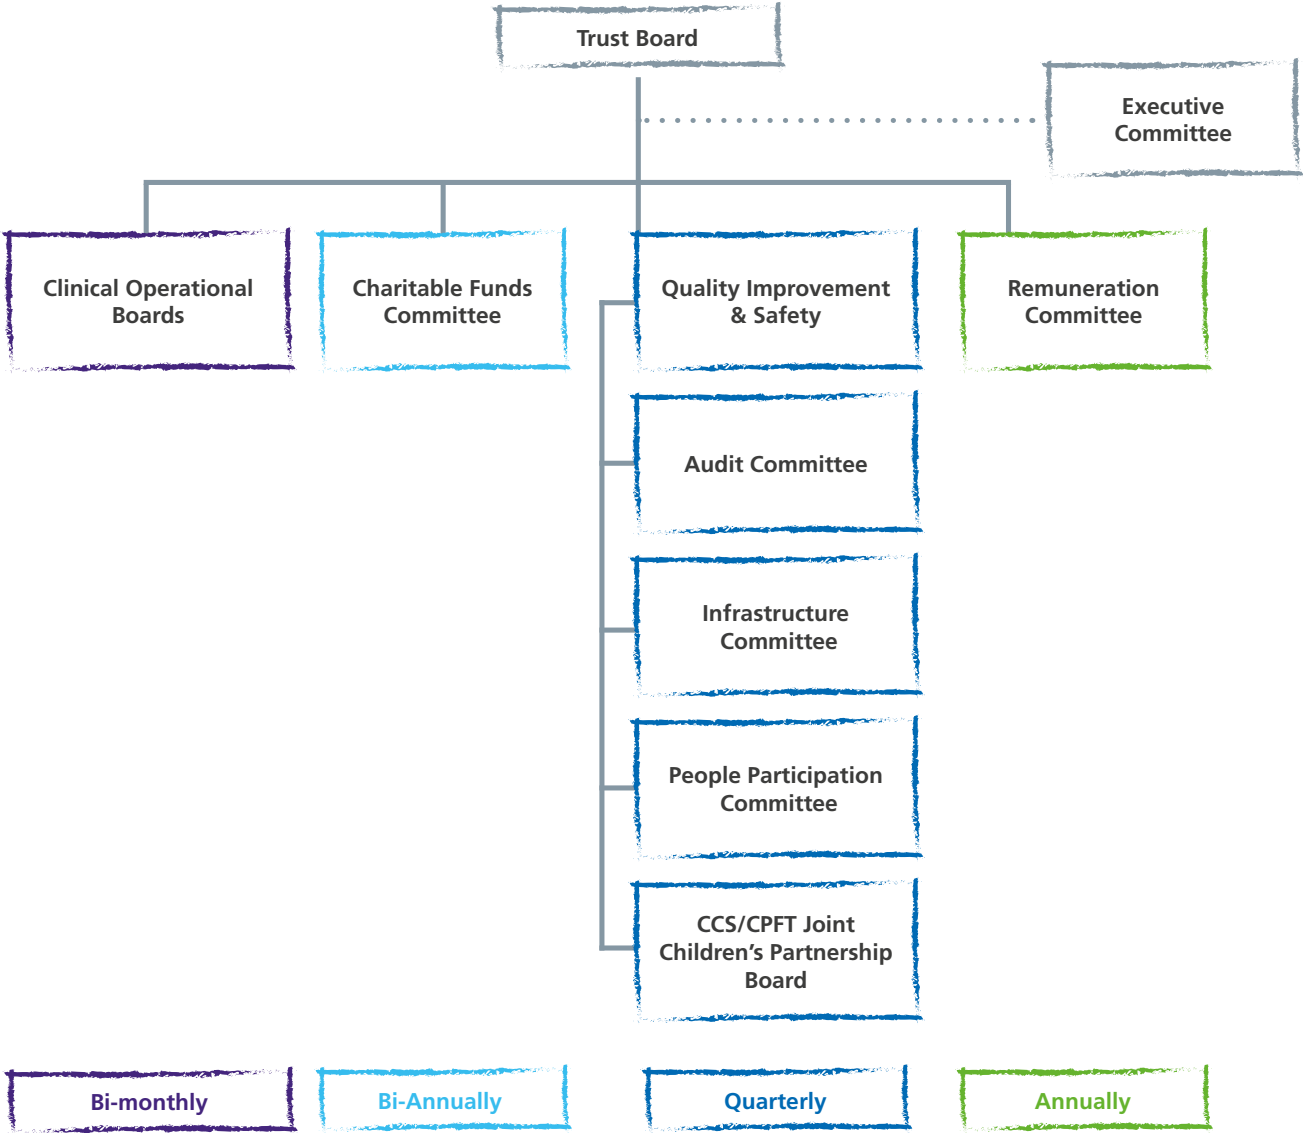 Trust Board
Executive
Committee
Clinical Operational
Boards
Charitable Funds
Committee
Quality Improvement
& Safety
Remuneration
Committee
Audit Committee
Infrastructure
Committee
People Participation
Committee
CCS/CPFT Joint
Children’s Partnership
Board
Bi-monthly
Bi-Annually
Quarterly
Annually